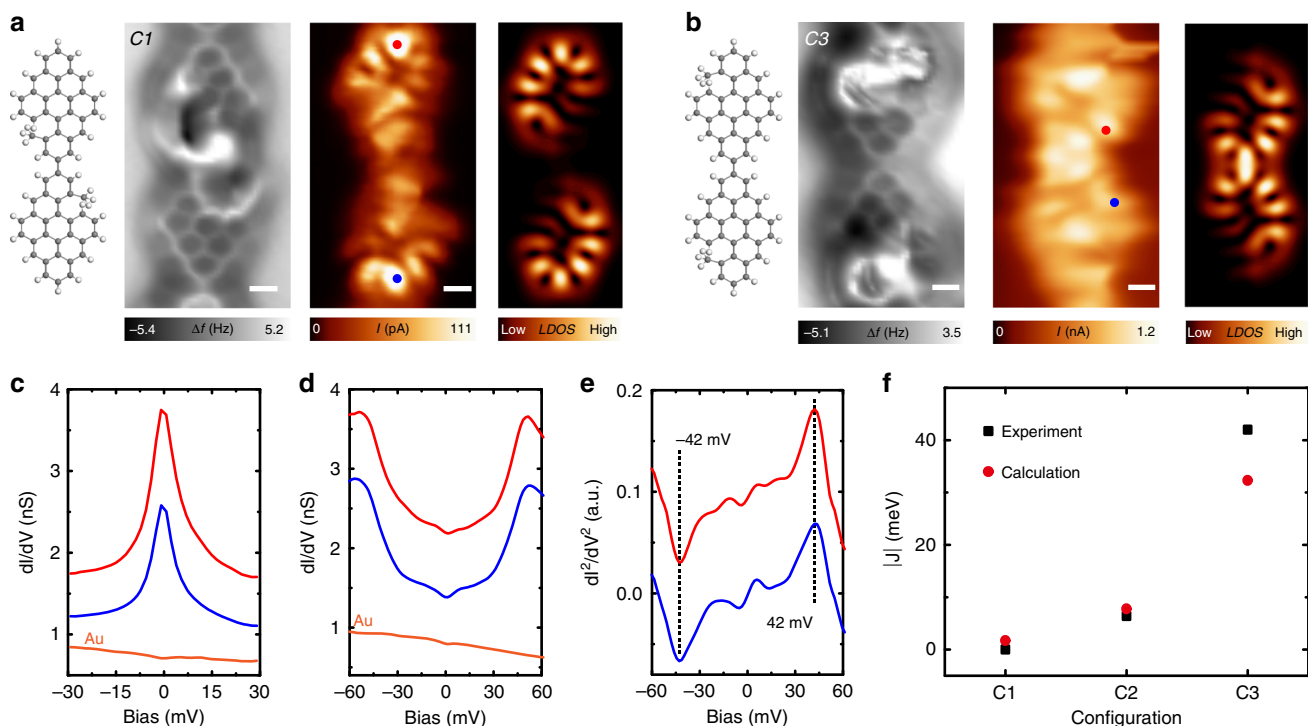 a
C1
b
C3
−5.4 Δf (Hz) 5.2
0 I (pA) 111
Low LDOS High
−5.1 Δf (Hz) 3.5
0 I (nA) 1.2
Low LDOS High
c
4
3
2
1
dI/dV (nS)
Au
−30 −15 0 15 30
Bias (mV)
d
4
3
2
1
dI/dV (nS)
Au
−60 −30 0 30 60
Bias (mV)
e
0.2
0.1
0.0
dI²/dV² (a.u.)
−42 mV
42 mV
−60 −30 0 30 60
Bias (mV)
f
40
20
0
|J| (meV)
Experiment
Calculation
C1 C2 C3
Configuration